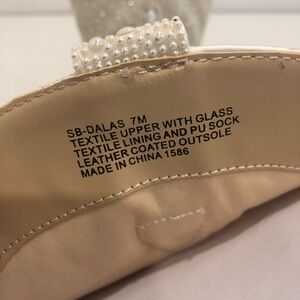 SB-DALAS 7M
TEXTILE UPPER WITH GLASS
TEXTILE LINING AND PU SOCK
LEATHER COATED OUTSOLE
MADE IN CHINA 1586